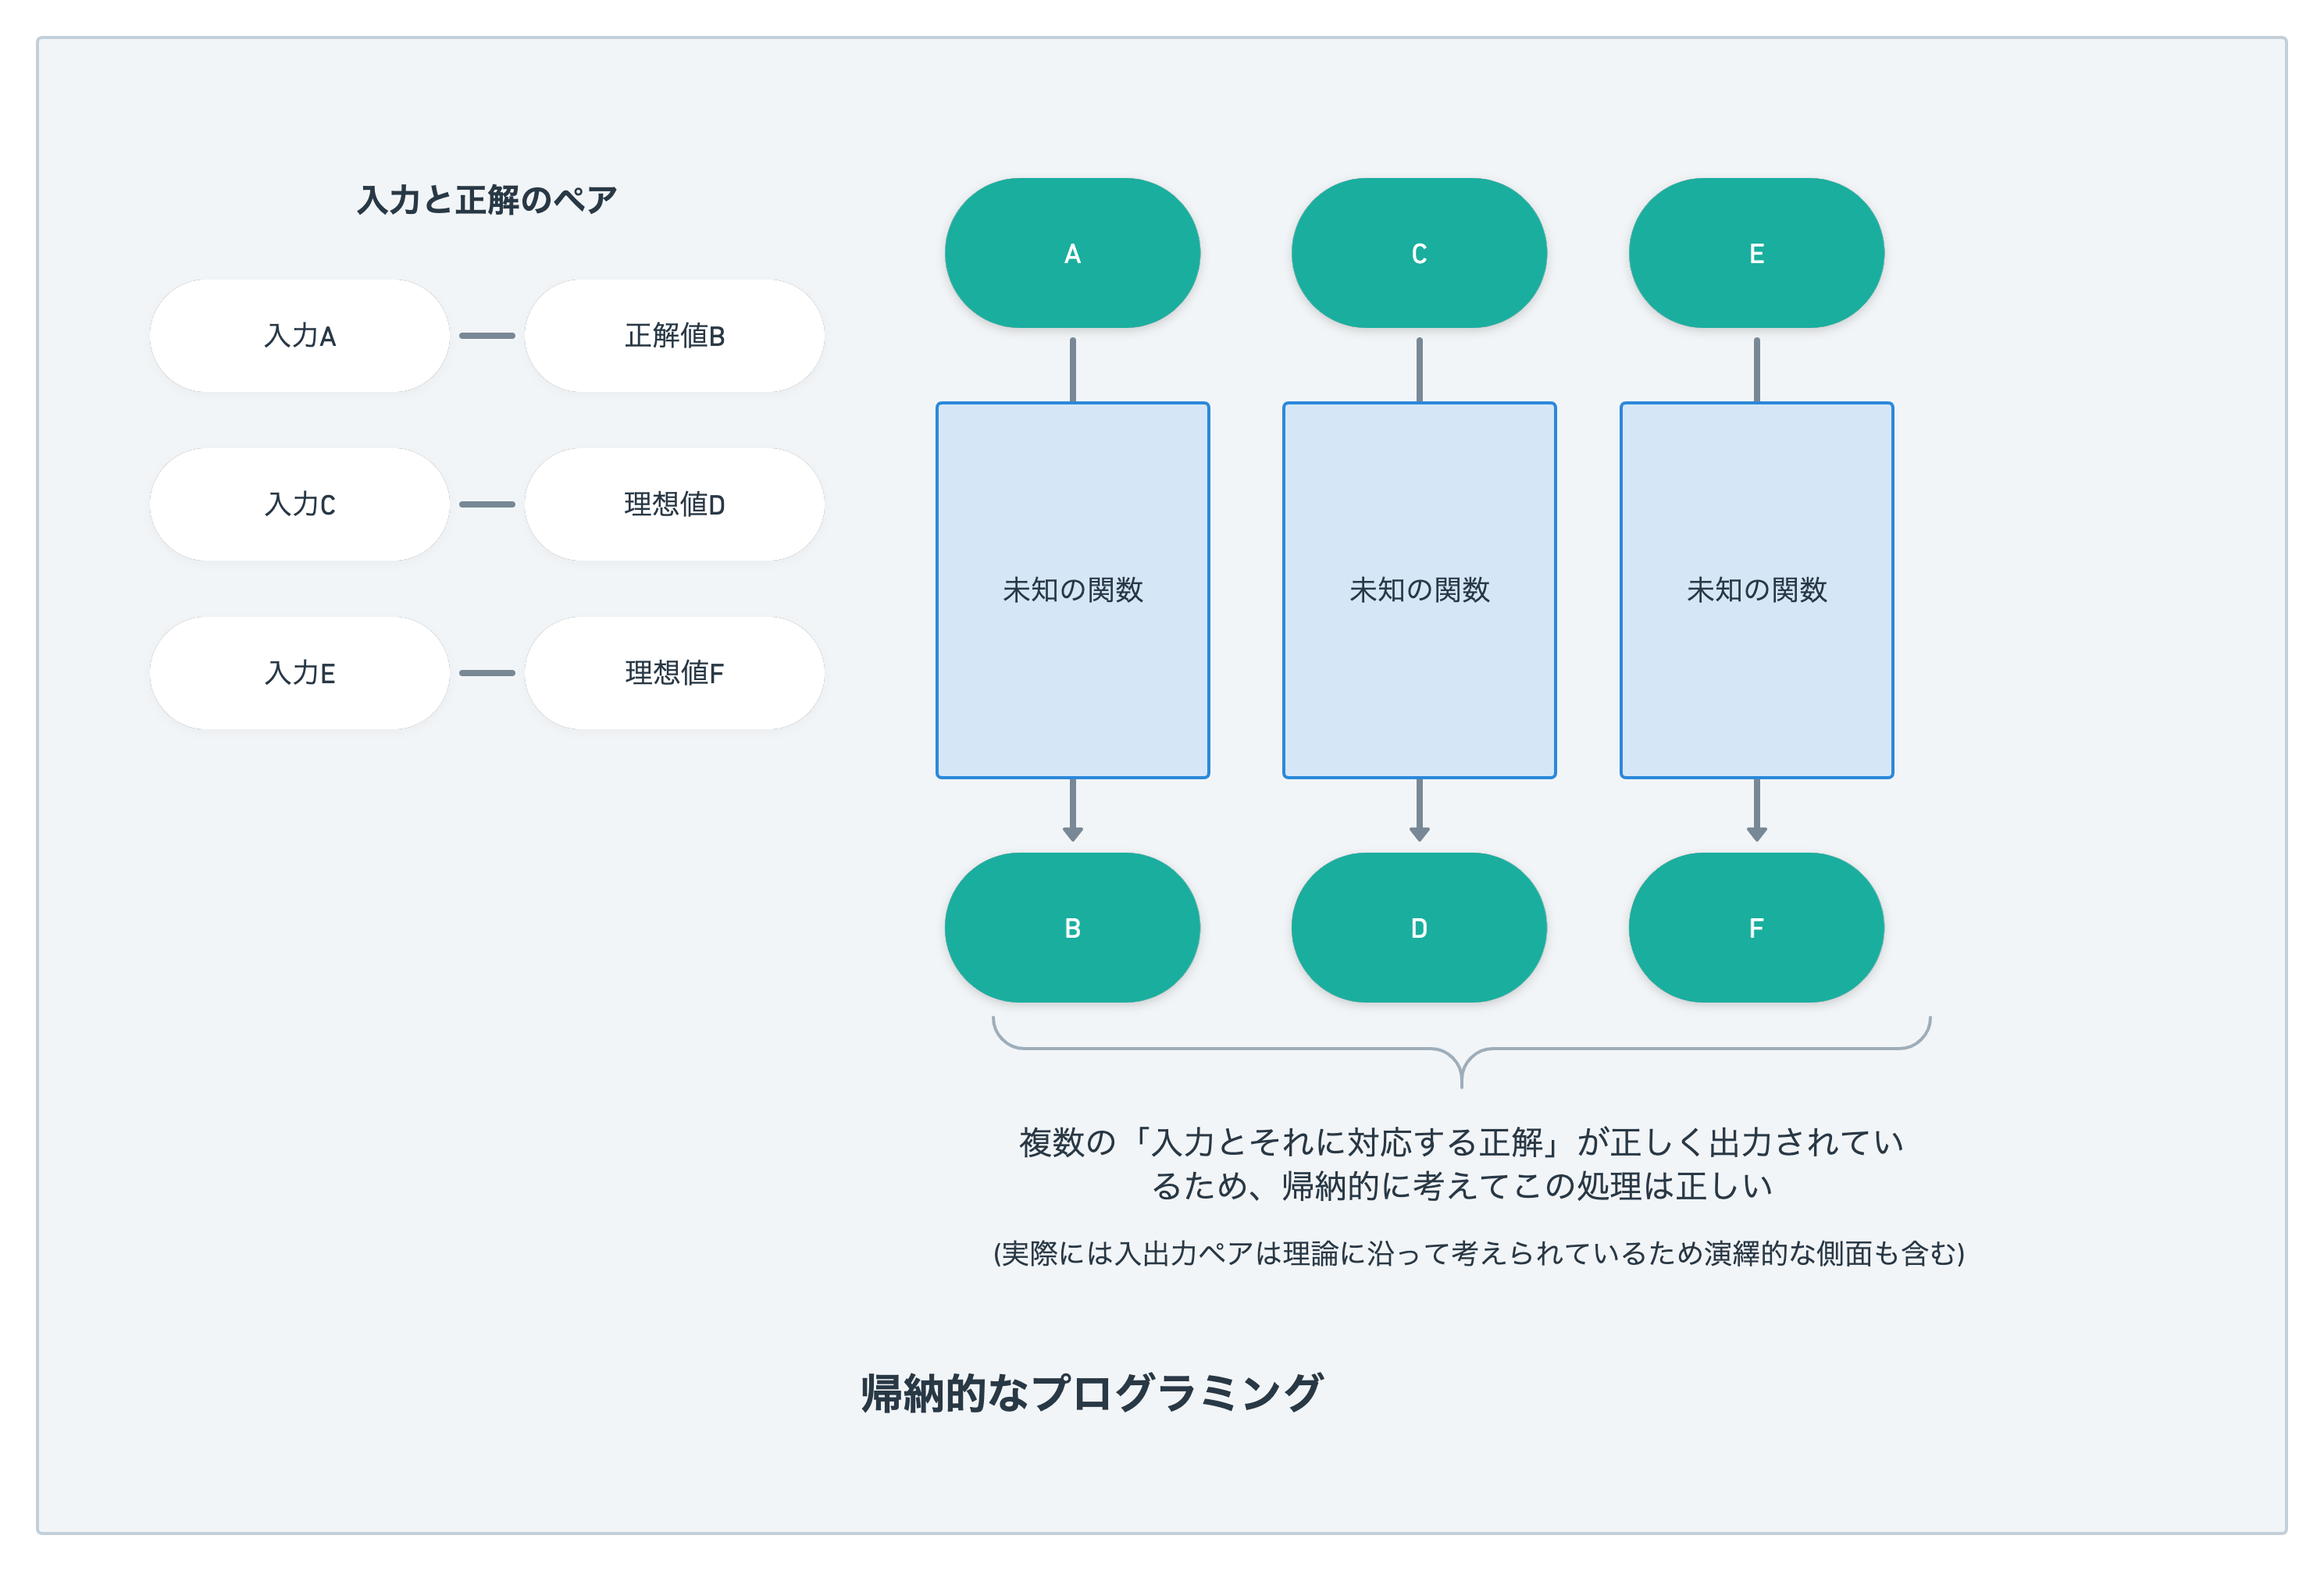 入力と正解のペア
入力A
正解値B
入力C
理想値D
入力E
理想値F
A
C
E
未知の関数
未知の関数
未知の関数
B
D
F
複数の「入力とそれに対応する正解」が正しく出力されてい
るため、帰納的に考えてこの処理は正しい
(実際には入出力ペアは理論に沿って考えられているため演繹的な側面も含む)
帰納的なプログラミング